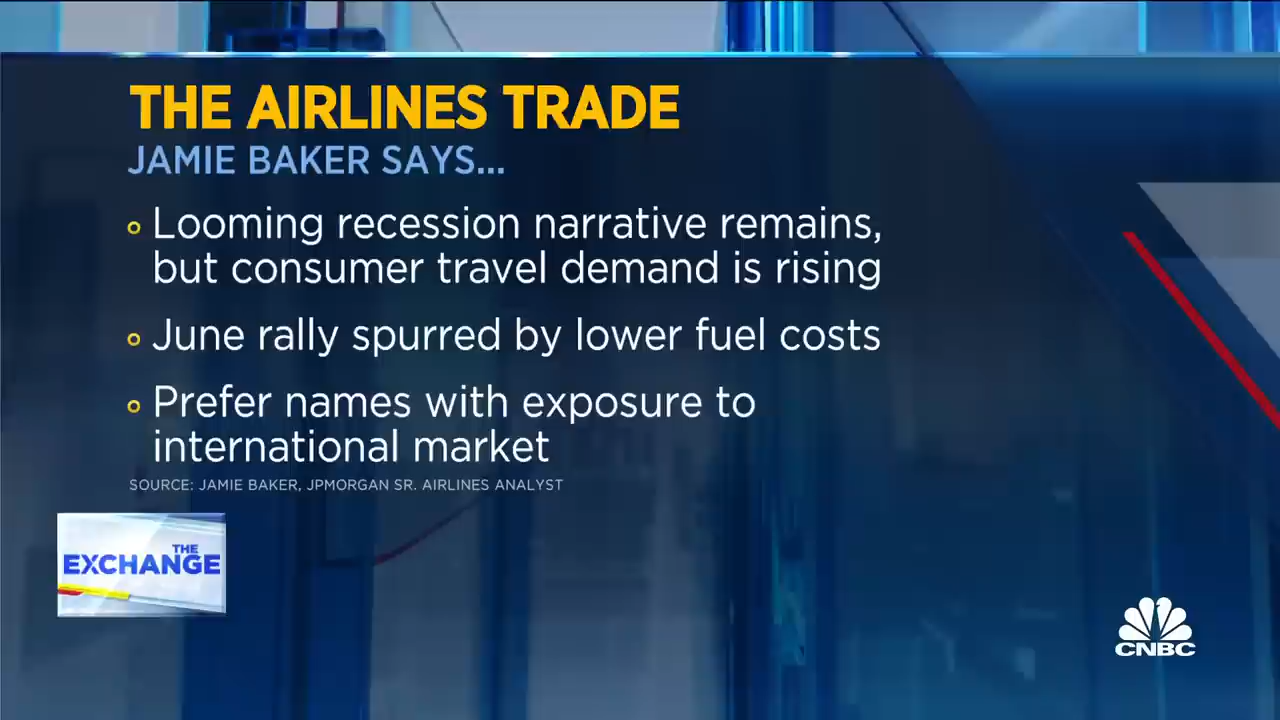 THE AIRLINES TRADE
JAMIE BAKER SAYS...
Looming recession narrative remains,
but consumer travel demand is rising
June rally spurred by lower fuel costs
Prefer names with exposure to
international market
SOURCE: JAMIE BAKER, JPMORGAN SR. AIRLINES ANALYST
THE
EXCHANGE
CNBC